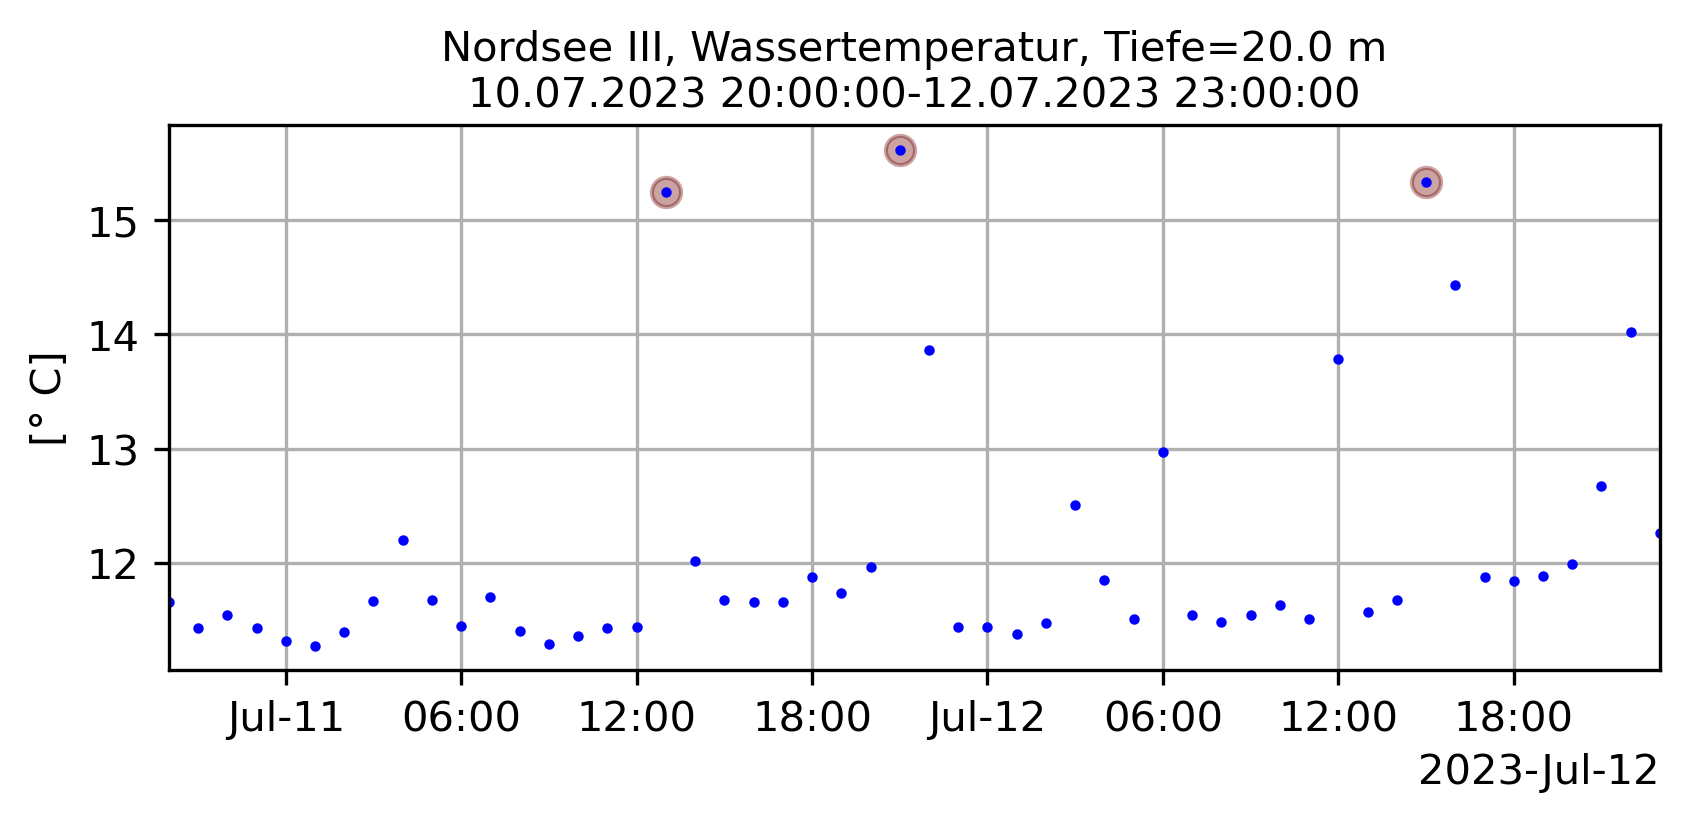 Nordsee III, Wassertemperatur, Tiefe=20.0 m
10.07.2023 20:00:00-12.07.2023 23:00:00
[° C]
15
14
13
12
Jul-11 06:00 12:00 18:00 Jul-12 06:00 12:00 18:00
2023-Jul-12